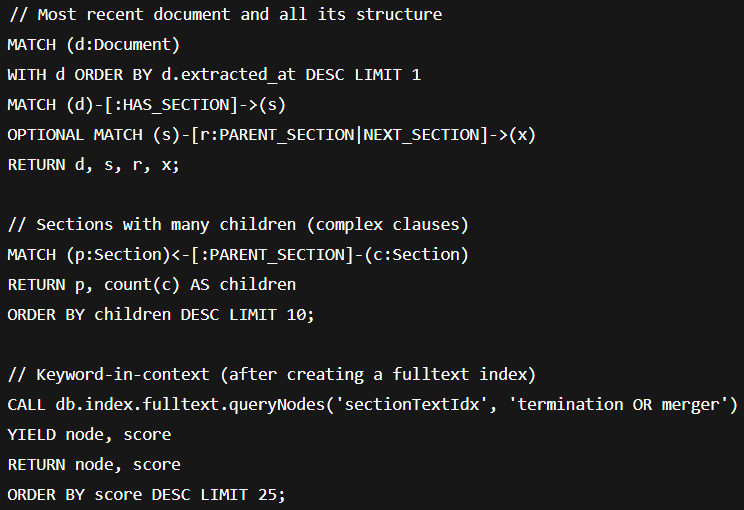 // Most recent document and all its structure
MATCH (d:Document)
WITH d ORDER BY d.extracted_at DESC LIMIT 1
MATCH (d)-[:HAS_SECTION]->(s)
OPTIONAL MATCH (s)-[r:PARENT_SECTION|NEXT_SECTION]->(x)
RETURN d, s, r, x;

// Sections with many children (complex clauses)
MATCH (p:Section)<-[:PARENT_SECTION]-(c:Section)
RETURN p, count(c) AS children
ORDER BY children DESC LIMIT 10;

// Keyword-in-context (after creating a fulltext index)
CALL db.index.fulltext.queryNodes('sectionTextIdx', 'termination OR merger')
YIELD node, score
RETURN node, score
ORDER BY score DESC LIMIT 25;